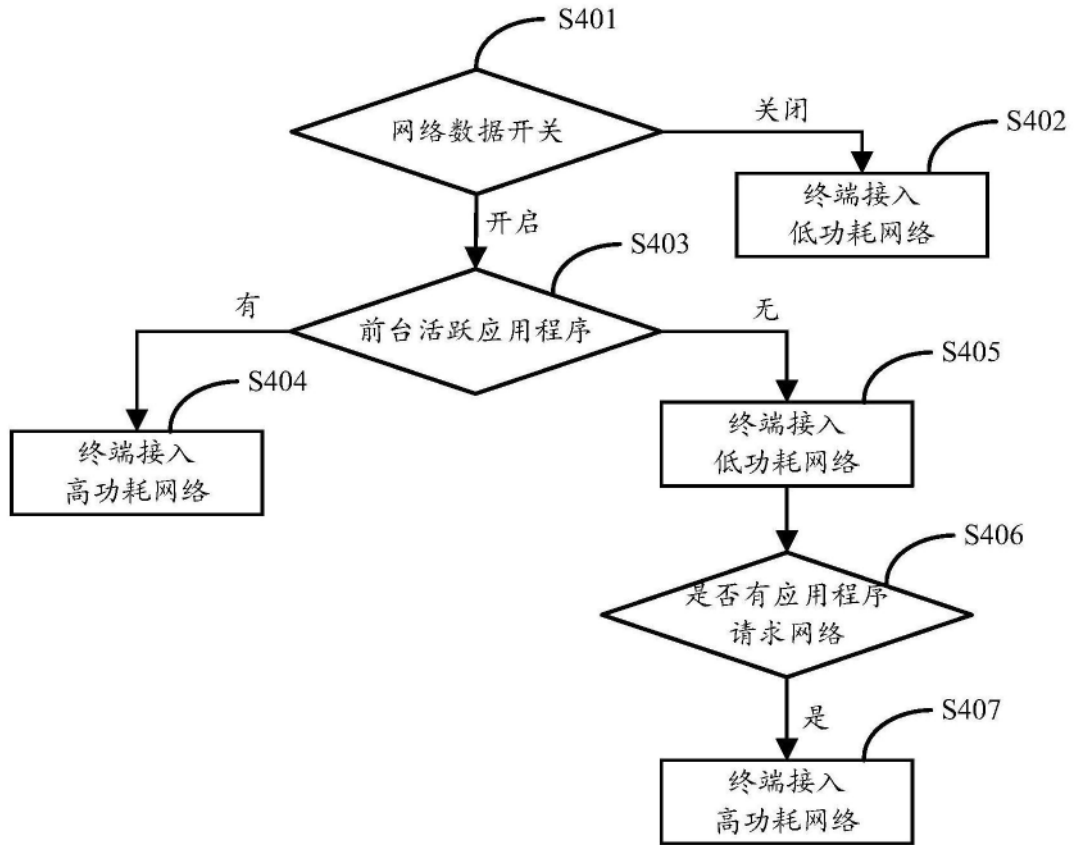 S401
网络数据开关
关闭
S402
终端接入
低功耗网络
开启
S403
有
前台活跃应用程序
无
S404
终端接入
高功耗网络
S405
终端接入
低功耗网络
S406
是否有应用程序
请求网络
是
S407
终端接入
高功耗网络